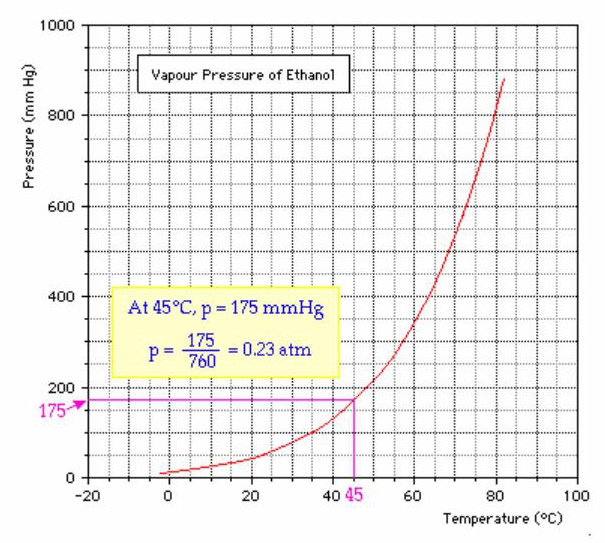 1000
Vapour Pressure of Ethanol
800
Pressure (mm Hg)
600
400
At 45°C, p = 175 mmHg
p = 175/760 = 0.23 atm
200
175
0
-20 0 20 40 45 60 80 100
Temperature (ºC)